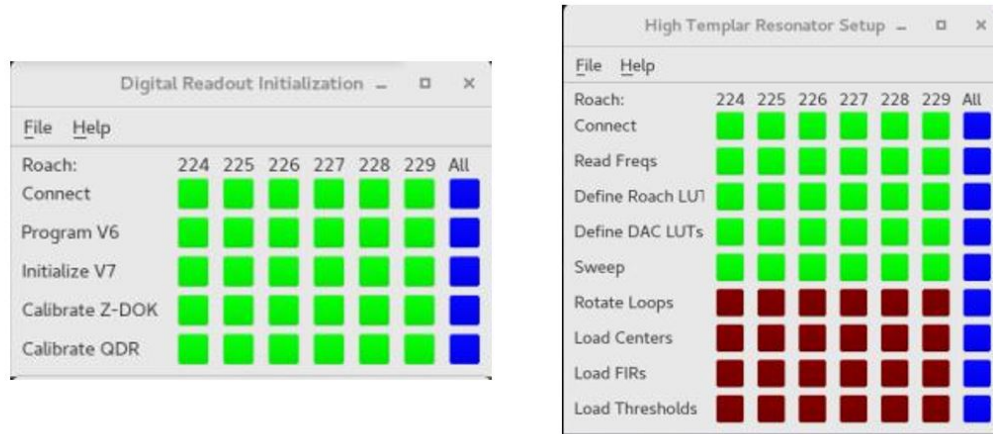 Digital Readout Initialization
File Help
Roach: 224 225 226 227 228 229 All
Connect
Program V6
Initialize V7
Calibrate Z-DOK
Calibrate QDR
High Templar Resonator Setup
File Help
Roach: 224 225 226 227 228 229 All
Connect
Read Freqs
Define Roach LUT
Define DAC LUTs
Sweep
Rotate Loops
Load Centers
Load FIRs
Load Thresholds